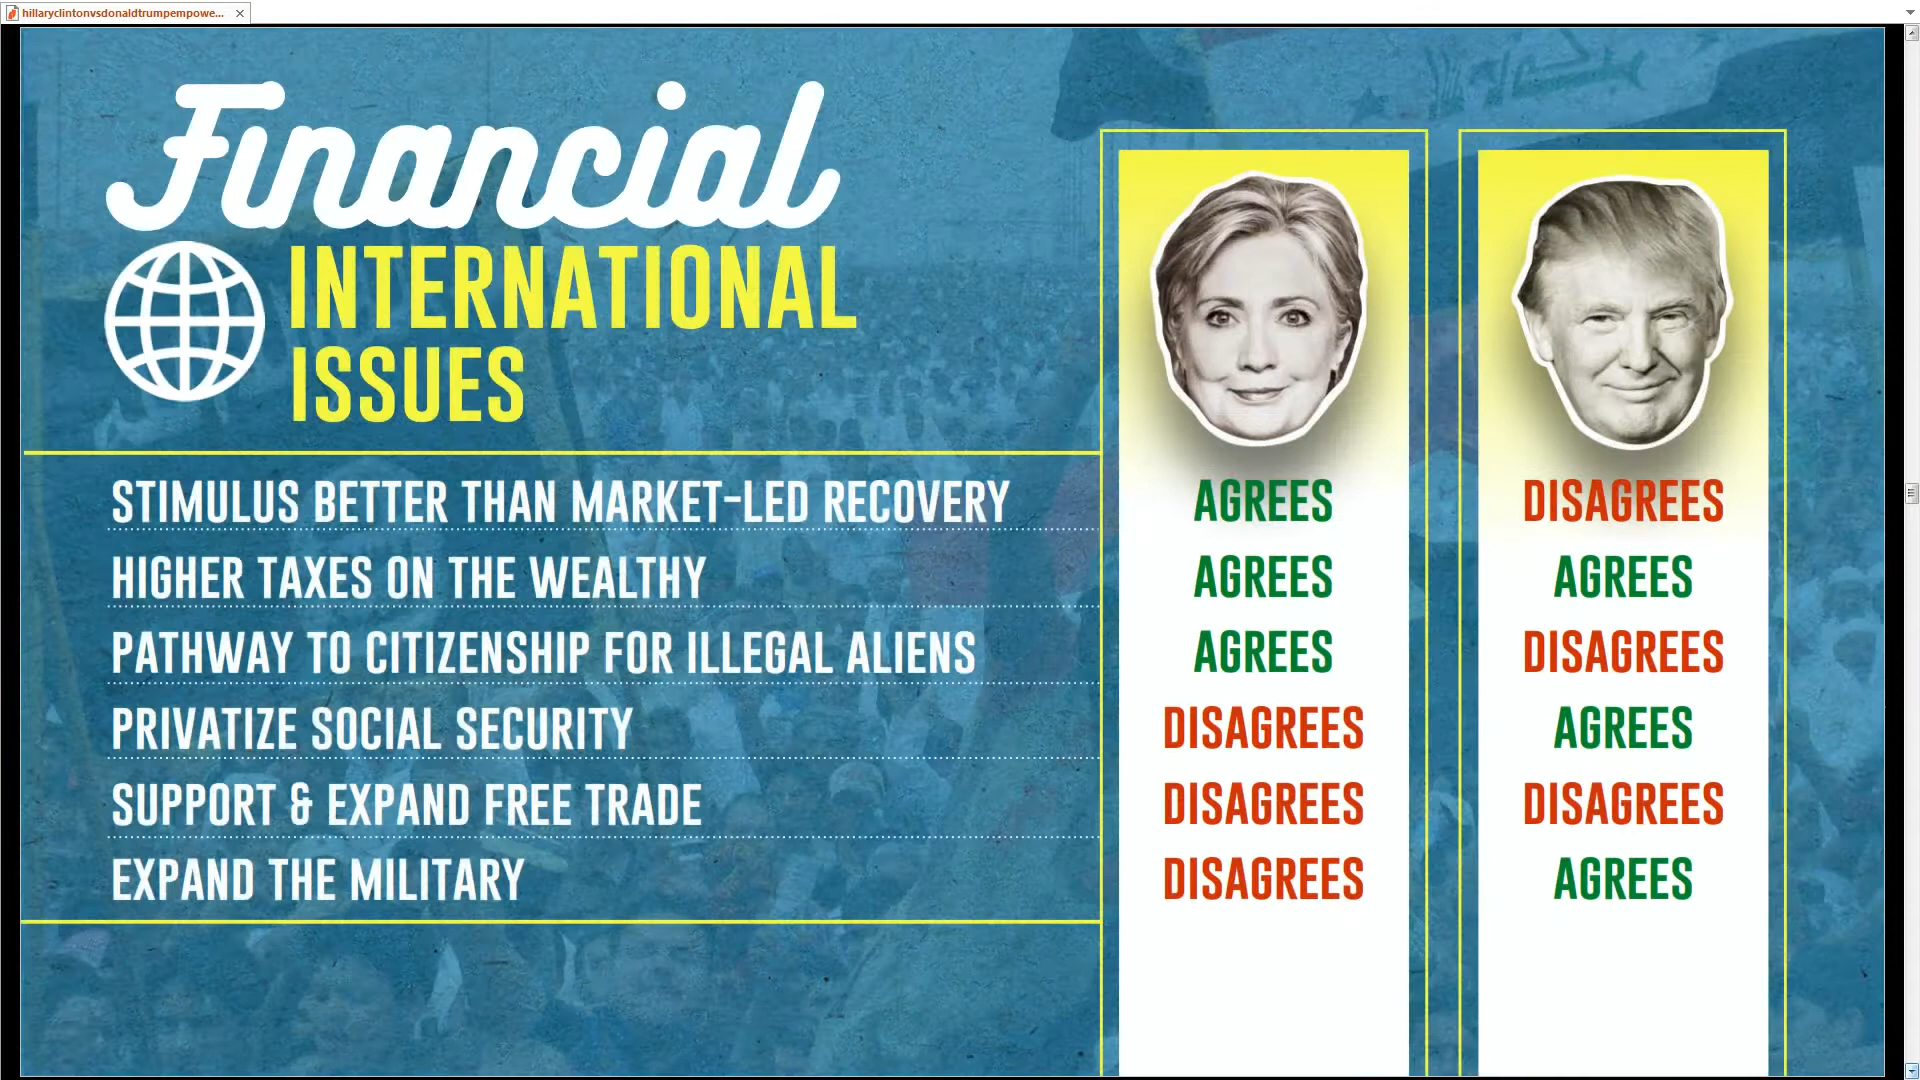 hillaryclintonvsdonaldtrumpempowe...
Financial
INTERNATIONAL
ISSUES
STIMULUS BETTER THAN MARKET-LED RECOVERY AGREES DISAGREES
HIGHER TAXES ON THE WEALTHY AGREES AGREES
PATHWAY TO CITIZENSHIP FOR ILLEGAL ALIENS AGREES DISAGREES
PRIVATIZE SOCIAL SECURITY DISAGREES AGREES
SUPPORT & EXPAND FREE TRADE DISAGREES DISAGREES
EXPAND THE MILITARY DISAGREES AGREES